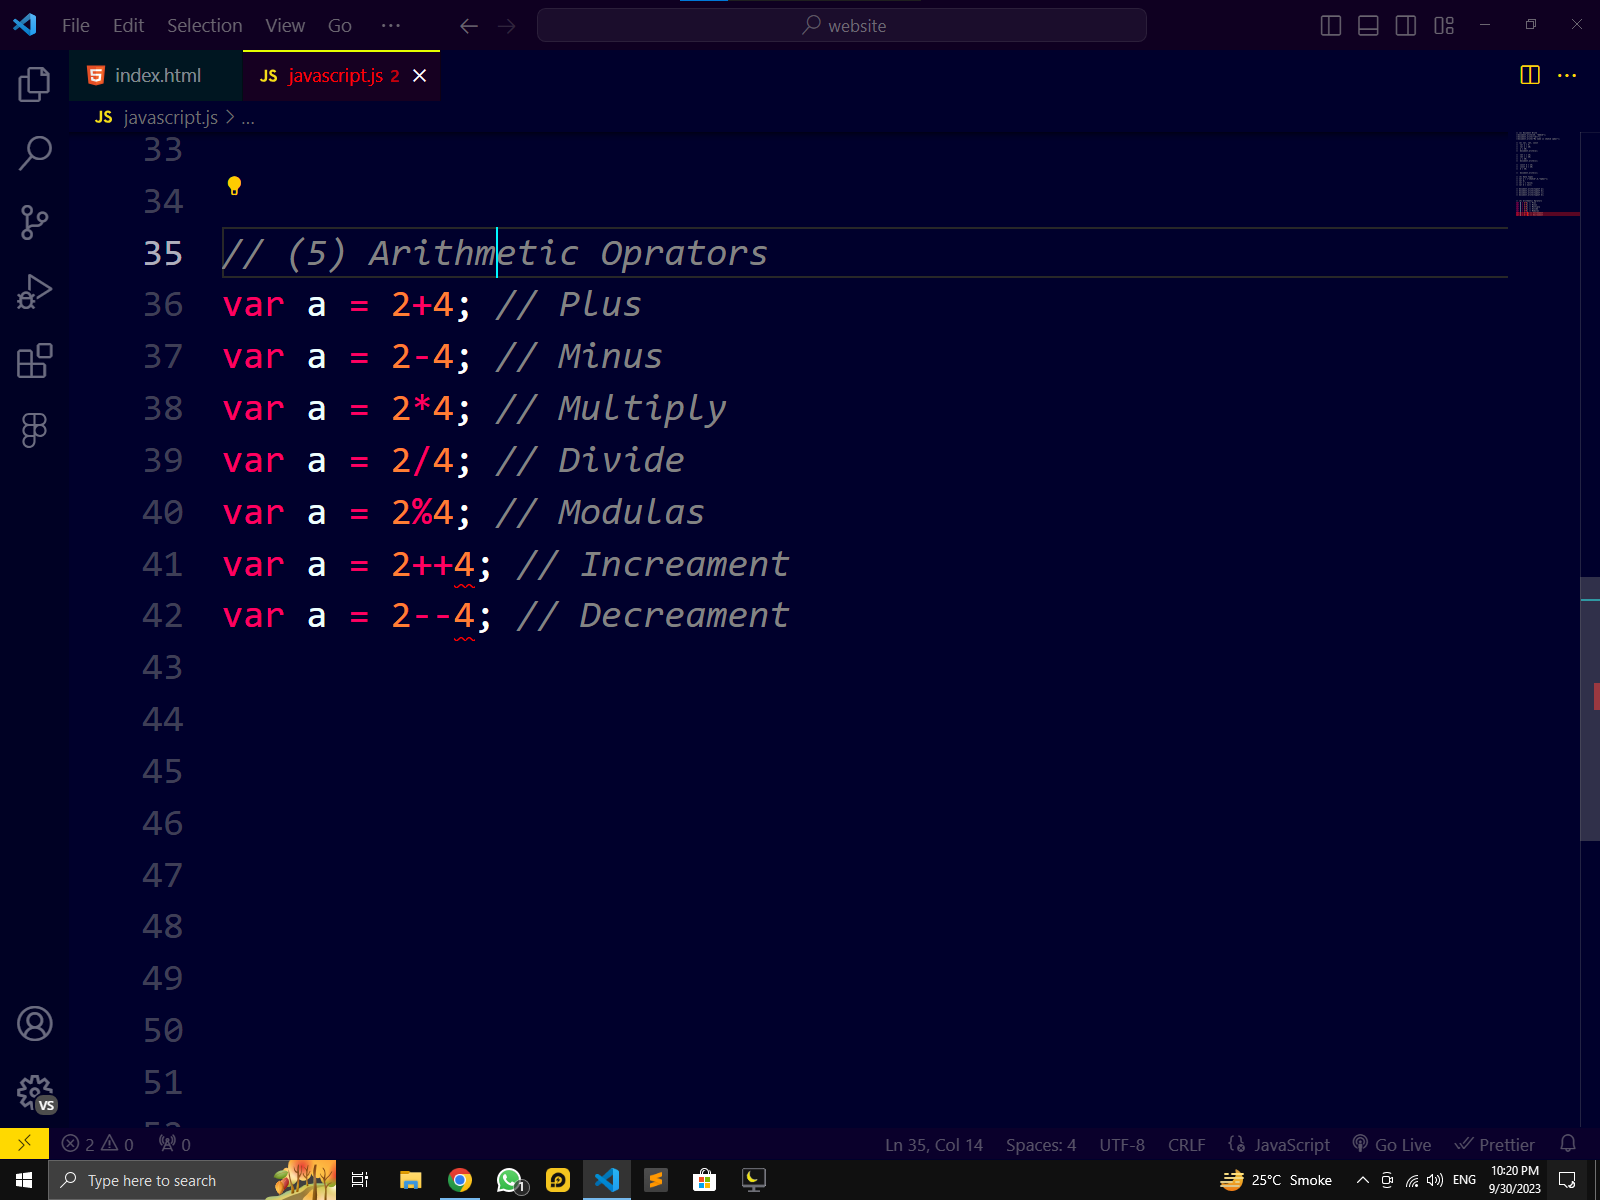 File Edit Selection View Go ··· website
index.html JS javascript.js 2
JS javascript.js > ...
33
34
35 // (5) Arithmetic Oprators
36 var a = 2+4; // Plus
37 var a = 2-4; // Minus
38 var a = 2*4; // Multiply
39 var a = 2/4; // Divide
40 var a = 2%4; // Modulas
41 var a = 2++4; // Increament
42 var a = 2--4; // Decreament
43
44
45
46
47
48
49
50
51
VS
2 0 0 Ln 35, Col 14 Spaces: 4 UTF-8 CRLF JavaScript Go Live Prettier
Type here to search 1 25°C Smoke ENG 10:20 PM
9/30/2023